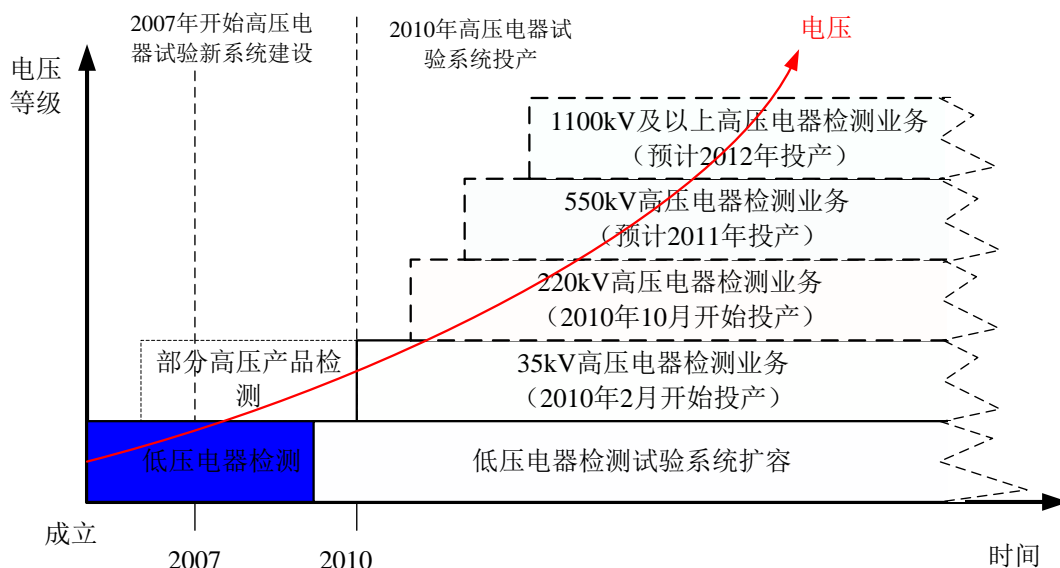 2007年开始高压电
器试验新系统建设
2010年高压电器试
验系统投产
电压
电压
等级
1100kV及以上高压电器检测业务
（预计2012年投产）
550kV高压电器检测业务
（预计2011年投产）
220kV高压电器检测业务
（2010年10月开始投产）
部分高压产品检
测
35kV高压电器检测业务
（2010年2月开始投产）
低压电器检测
低压电器检测试验系统扩容
成立
2007
2010
时间